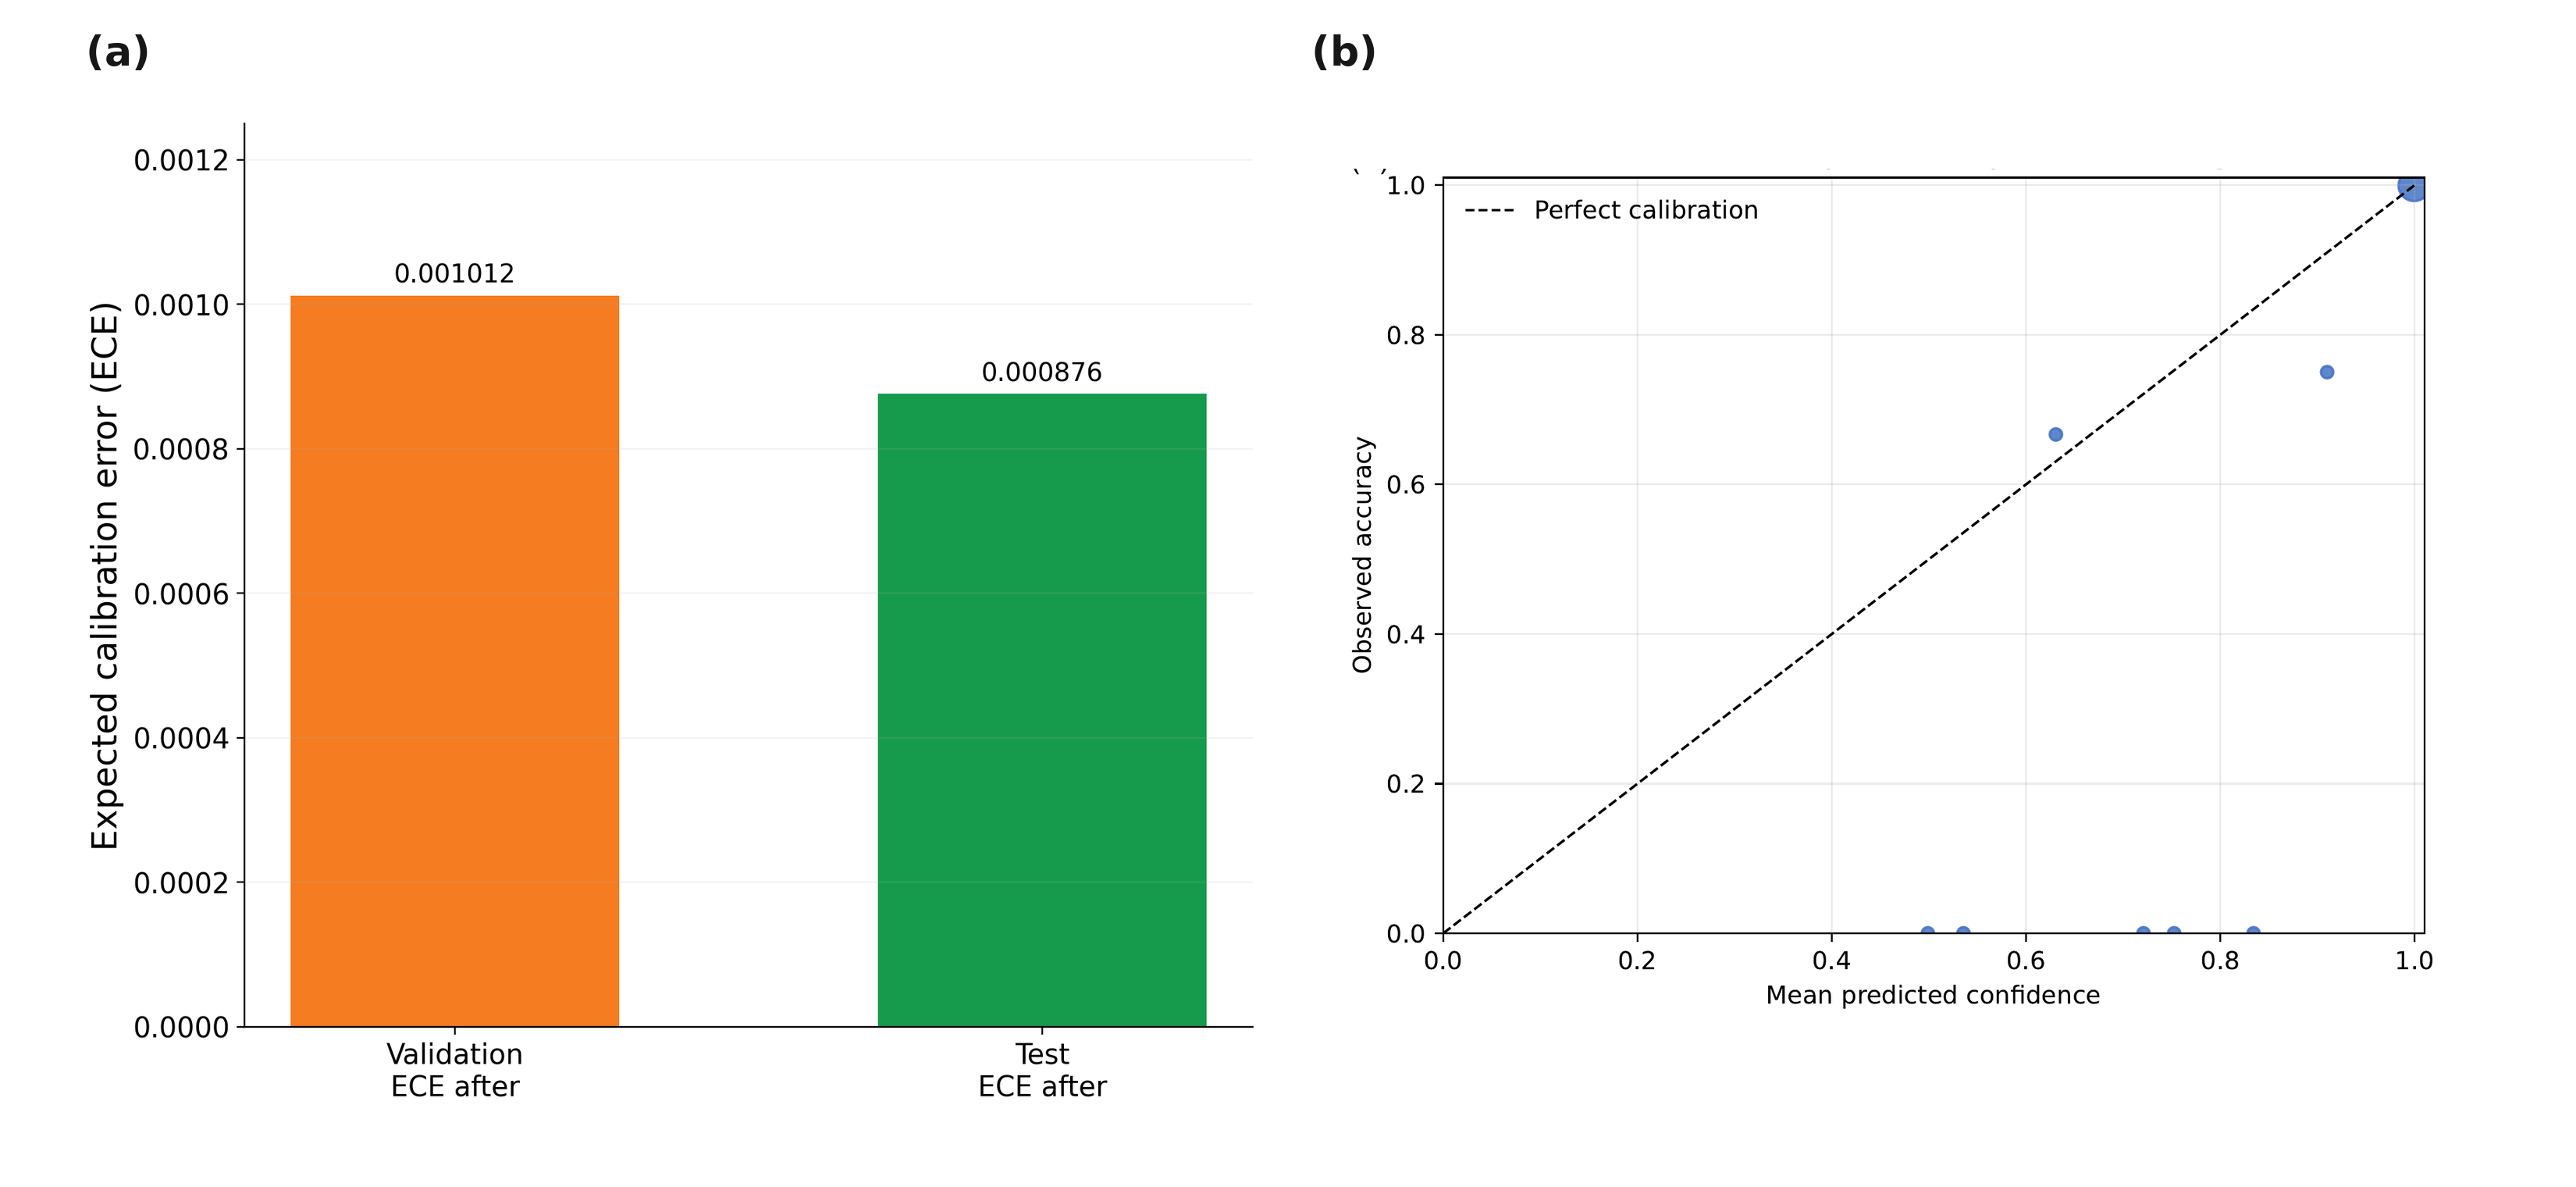 (a)
(b)
Expected calibration error (ECE)
0.0012
0.0010
0.0008
0.0006
0.0004
0.0002
0.0000
0.001012
0.000876
Validation
ECE after
Test
ECE after
Observed accuracy
1.0
0.8
0.6
0.4
0.2
0.0
Perfect calibration
0.0 0.2 0.4 0.6 0.8 1.0
Mean predicted confidence